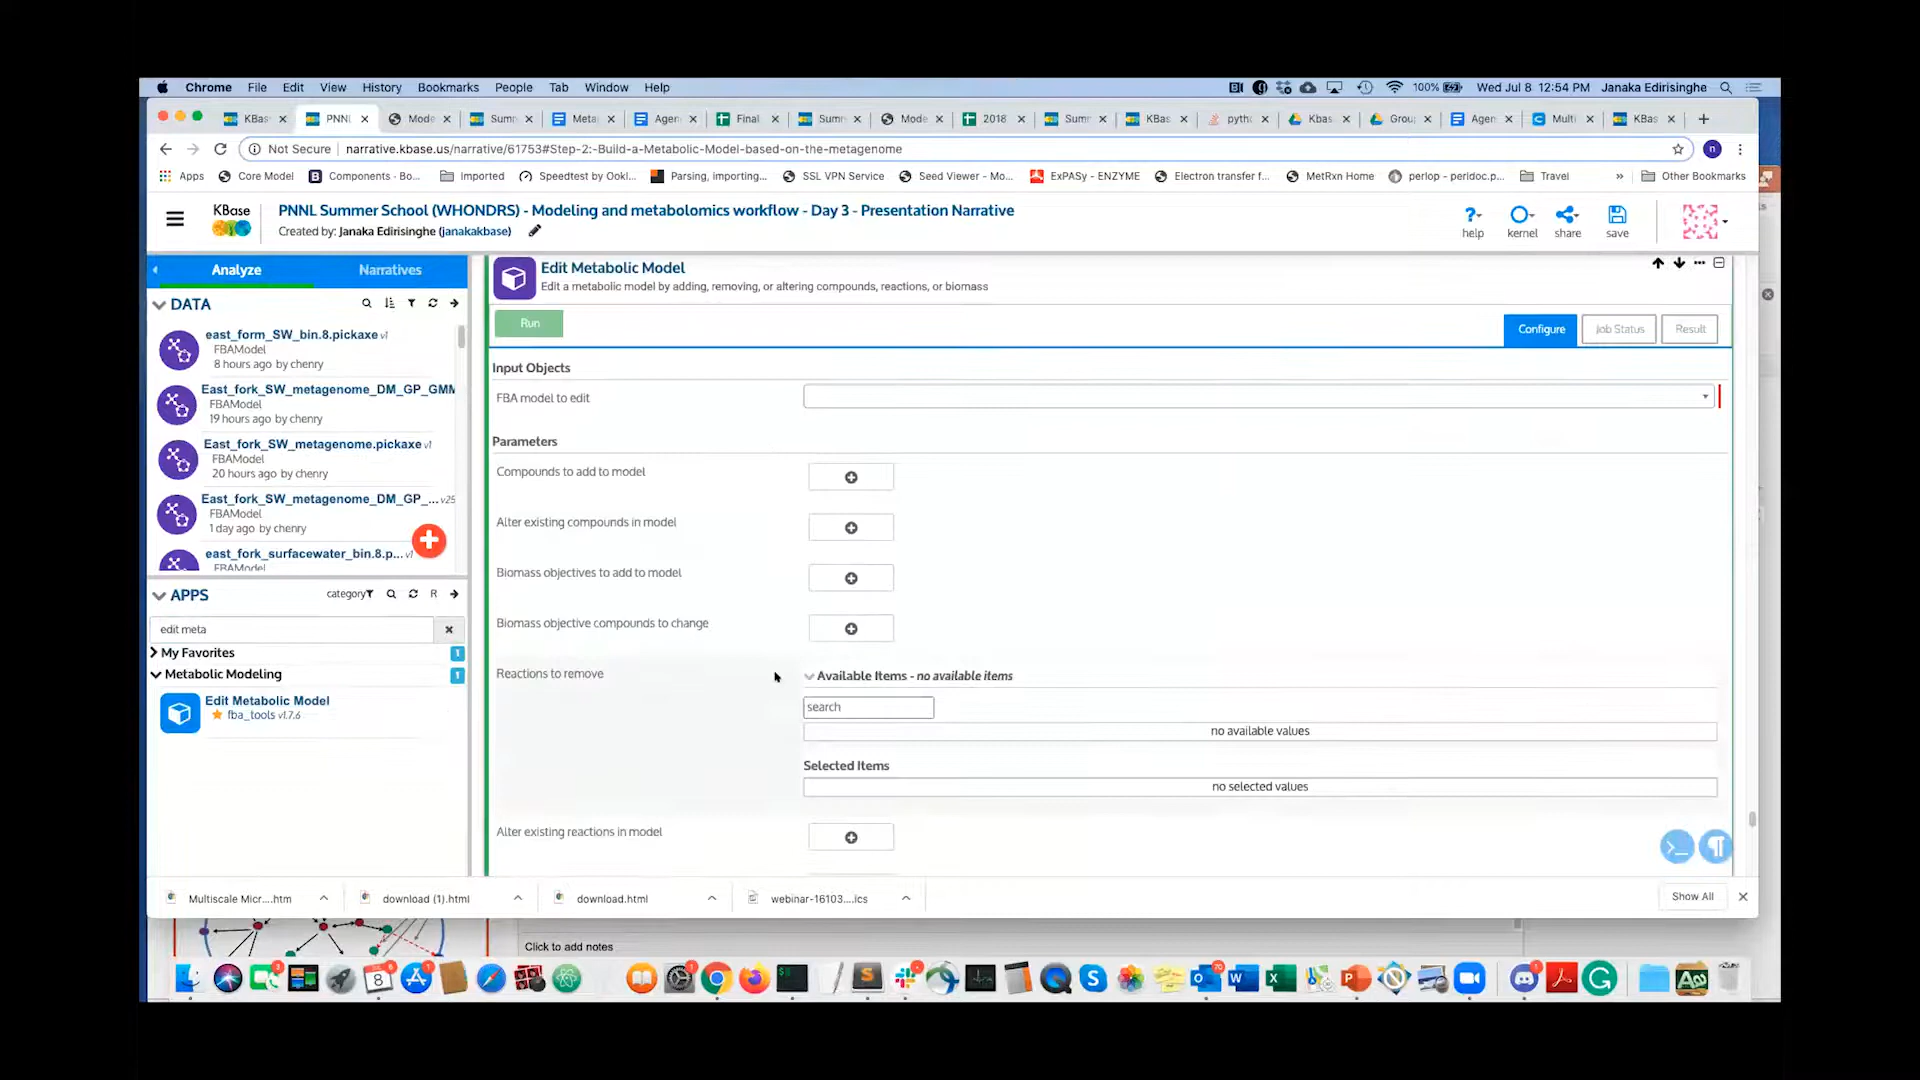 Chrome File Edit View History Bookmarks People Tab Window Help 100% Wed Jul 8 12:54 PM Janaka Edirisinghe
KBas PNNL Mode Summ Meta Agen Final Summ Mode 2018 Summ KBas pytho Kbas Grou Agen Multi KBas
Not Secure narrative.kbase.us/narrative/61753#Step-2:-Build-a-Metabolic-Model-based-on-the-metagenome
Apps Core Model Components - Bo... Imported Speedtest by Ookl... Parsing, importing... SSL VPN Service Seed Viewer - Mo... ExPASy - ENZYME Electron transfer f... MetRxn Home perlop - peridoc.p... Travel » Other Bookmarks
KBase
PNNL Summer School (WHONDRS) - Modeling and metabolomics workflow - Day 3 - Presentation Narrative
Created by: Janaka Edirisinghe (janakakbase)
help kernel share save
Analyze Narratives
DATA
east_form_SW_bin.8.pickaxe v1
FBAModel
8 hours ago by chenry
East_fork_SW_metagenome_DM_GP_GMM
FBAModel
19 hours ago by chenry
East_fork_SW_metagenome.pickaxe v1
FBAModel
20 hours ago by chenry
East_fork_SW_metagenome_DM_GP_... v25
FBAModel
1 day ago by chenry
east_fork_surfacewater_bin.8.p... v1
FBAModel
APPS category R
edit meta
My Favorites 1
Metabolic Modeling 1
Edit Metabolic Model
fba_tools v1.7.6
Edit Metabolic Model
Edit a metabolic model by adding, removing, or altering compounds, reactions, or biomass
Run Configure Job Status Result
Input Objects
FBA model to edit
Parameters
Compounds to add to model
Alter existing compounds in model
Biomass objectives to add to model
Biomass objective compounds to change
Reactions to remove
Available Items - no available items
search
no available values
Selected Items
no selected values
Alter existing reactions in model
Multiscale Micr....htm download (1).html download.html webinar-16103....ics Show All
Click to add notes